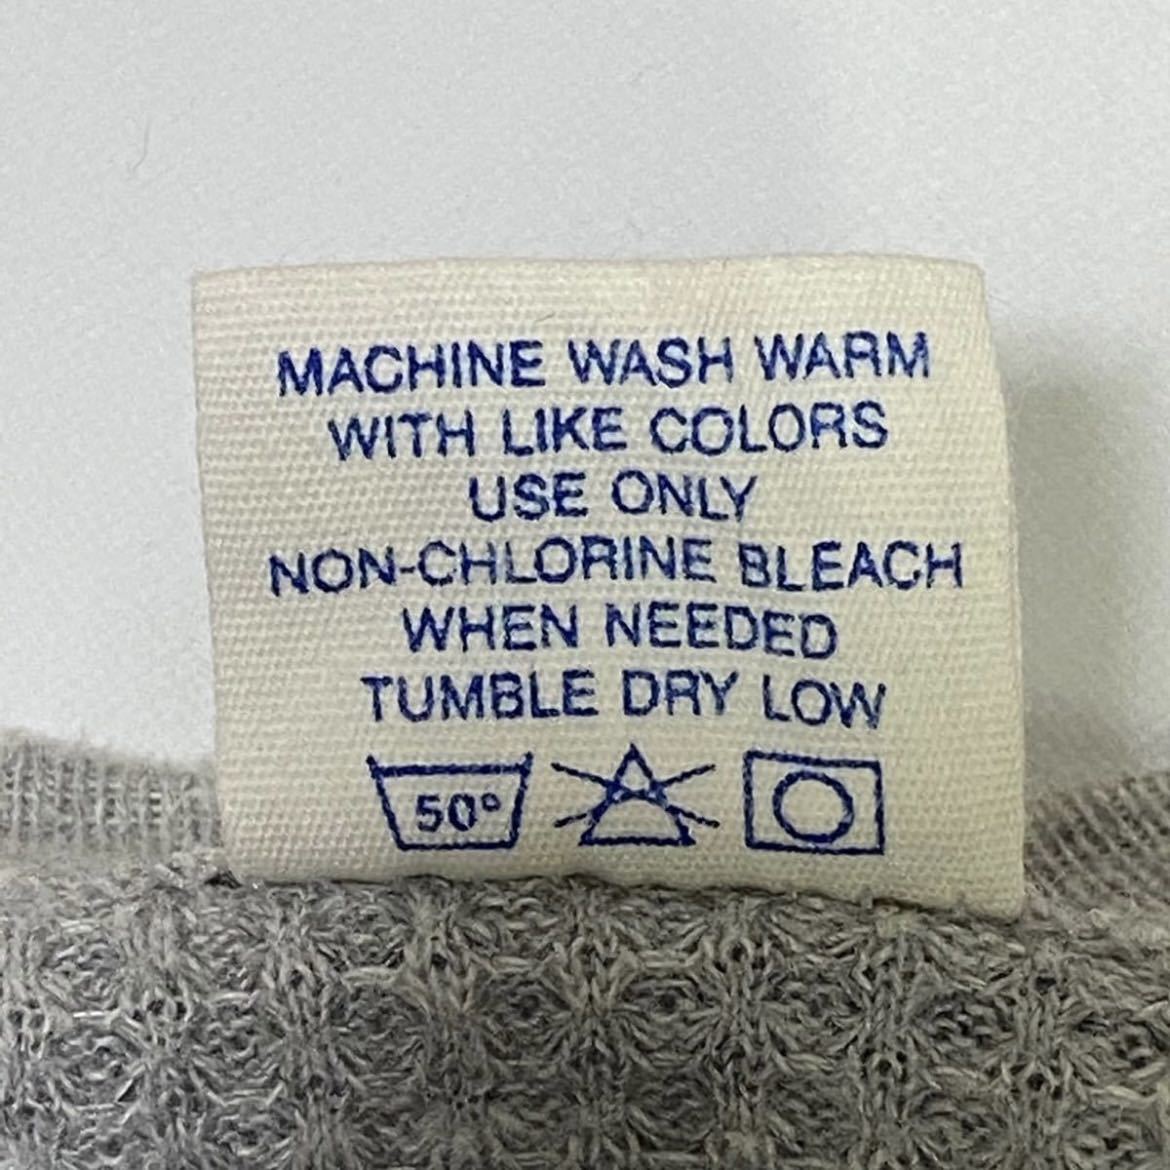 MACHINE WASH WARM
WITH LIKE COLORS
USE ONLY
NON-CHLORINE BLEACH
WHEN NEEDED
TUMBLE DRY LOW
50°